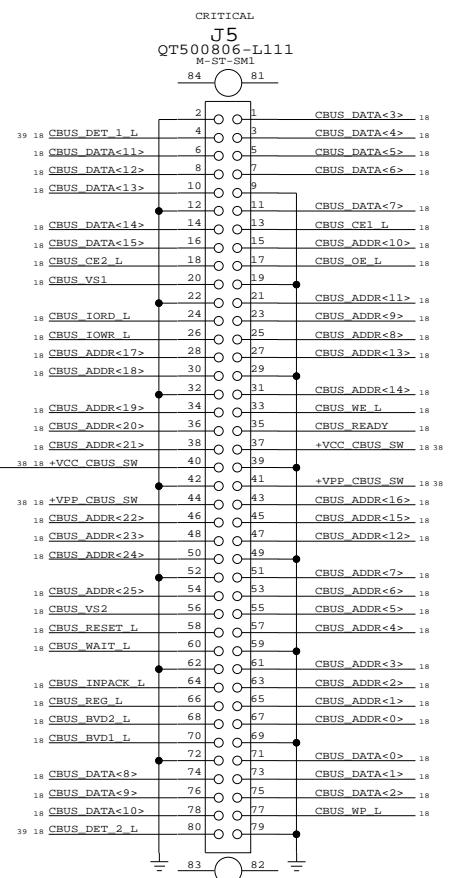 CRITICAL
J5
QT500806-L111
M-ST-SM1
84 81
2 1 CBUS_DATA<3> 18
39 18 CBUS_DET_1_L 4 3 CBUS_DATA<4> 18
18 CBUS_DATA<11> 6 5 CBUS_DATA<5> 18
18 CBUS_DATA<12> 8 7 CBUS_DATA<6> 18
18 CBUS_DATA<13> 10 9
12 11 CBUS_DATA<7> 18
18 CBUS_DATA<14> 14 13 CBUS_CE1_L 18
18 CBUS_DATA<15> 16 15 CBUS_ADDR<10> 18
18 CBUS_CE2_L 18 17 CBUS_OE_L 18
18 CBUS_VS1 20 19
22 21 CBUS_ADDR<11> 18
18 CBUS_IORD_L 24 23 CBUS_ADDR<9> 18
18 CBUS_IOWR_L 26 25 CBUS_ADDR<8> 18
18 CBUS_ADDR<17> 28 27 CBUS_ADDR<13> 18
18 CBUS_ADDR<18> 30 29
32 31 CBUS_ADDR<14> 18
18 CBUS_ADDR<19> 34 33 CBUS_WE_L 18
18 CBUS_ADDR<20> 36 35 CBUS_READY 18
18 CBUS_ADDR<21> 38 37 +VCC_CBUS_SW 18 38
38 18 +VCC_CBUS_SW 40 39
42 41 +VPP_CBUS_SW 18 38
38 18 +VPP_CBUS_SW 44 43 CBUS_ADDR<16> 18
18 CBUS_ADDR<22> 46 45 CBUS_ADDR<15> 18
18 CBUS_ADDR<23> 48 47 CBUS_ADDR<12> 18
18 CBUS_ADDR<24> 50 49
52 51 CBUS_ADDR<7> 18
18 CBUS_ADDR<25> 54 53 CBUS_ADDR<6> 18
18 CBUS_VS2 56 55 CBUS_ADDR<5> 18
18 CBUS_RESET_L 58 57 CBUS_ADDR<4> 18
18 CBUS_WAIT_L 60 59
62 61 CBUS_ADDR<3> 18
18 CBUS_INPACK_L 64 63 CBUS_ADDR<2> 18
18 CBUS_REG_L 66 65 CBUS_ADDR<1> 18
18 CBUS_BVD2_L 68 67 CBUS_ADDR<0> 18
18 CBUS_BVD1_L 70 69
72 71 CBUS_DATA<0> 18
18 CBUS_DATA<8> 74 73 CBUS_DATA<1> 18
18 CBUS_DATA<9> 76 75 CBUS_DATA<2> 18
18 CBUS_DATA<10> 78 77 CBUS_WP_L 18
39 18 CBUS_DET_2_L 80 79
83 82